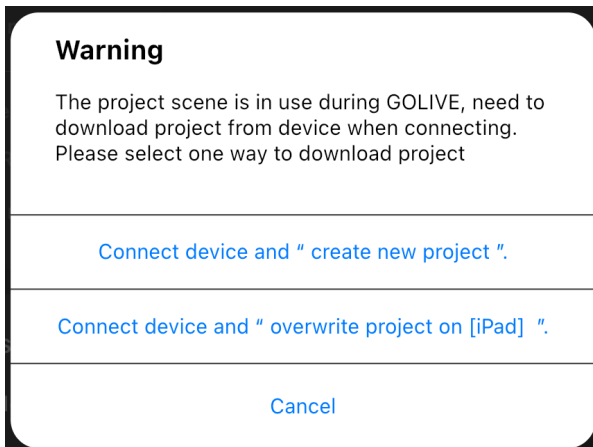 Warning
The project scene is in use during GOLIVE, need to
download project from device when connecting.
Please select one way to download project
Connect device and “ create new project ”.
Connect device and “ overwrite project on [iPad]  ”.
Cancel